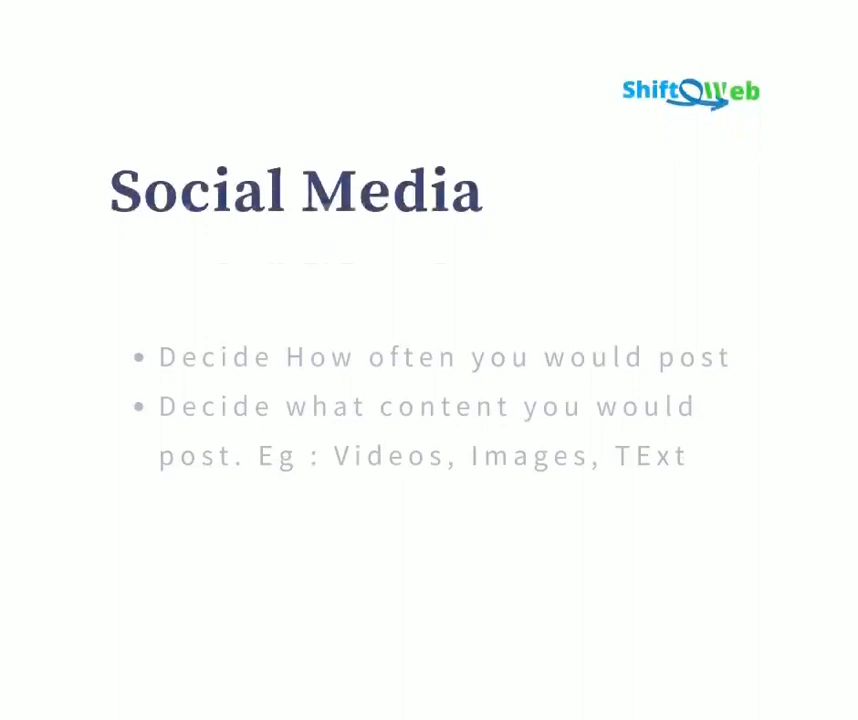 ShiftQWeb
Social Media
• Decide How often you would post
• Decide what content you would
post. Eg : Videos, Images, TExt